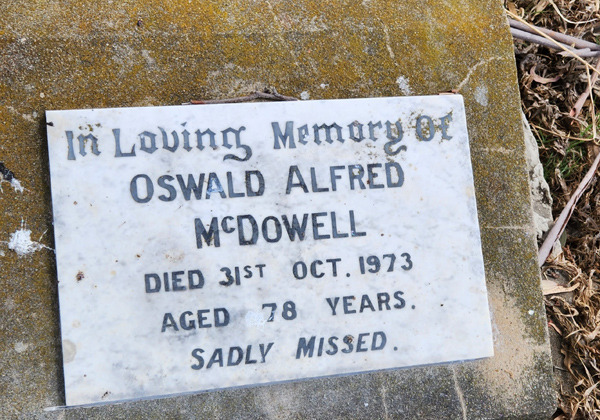 In Loving Memory Of
OSWALD ALFRED
McDOWELL
DIED 31ST OCT. 1973
AGED 78 YEARS.
SADLY MISSED.